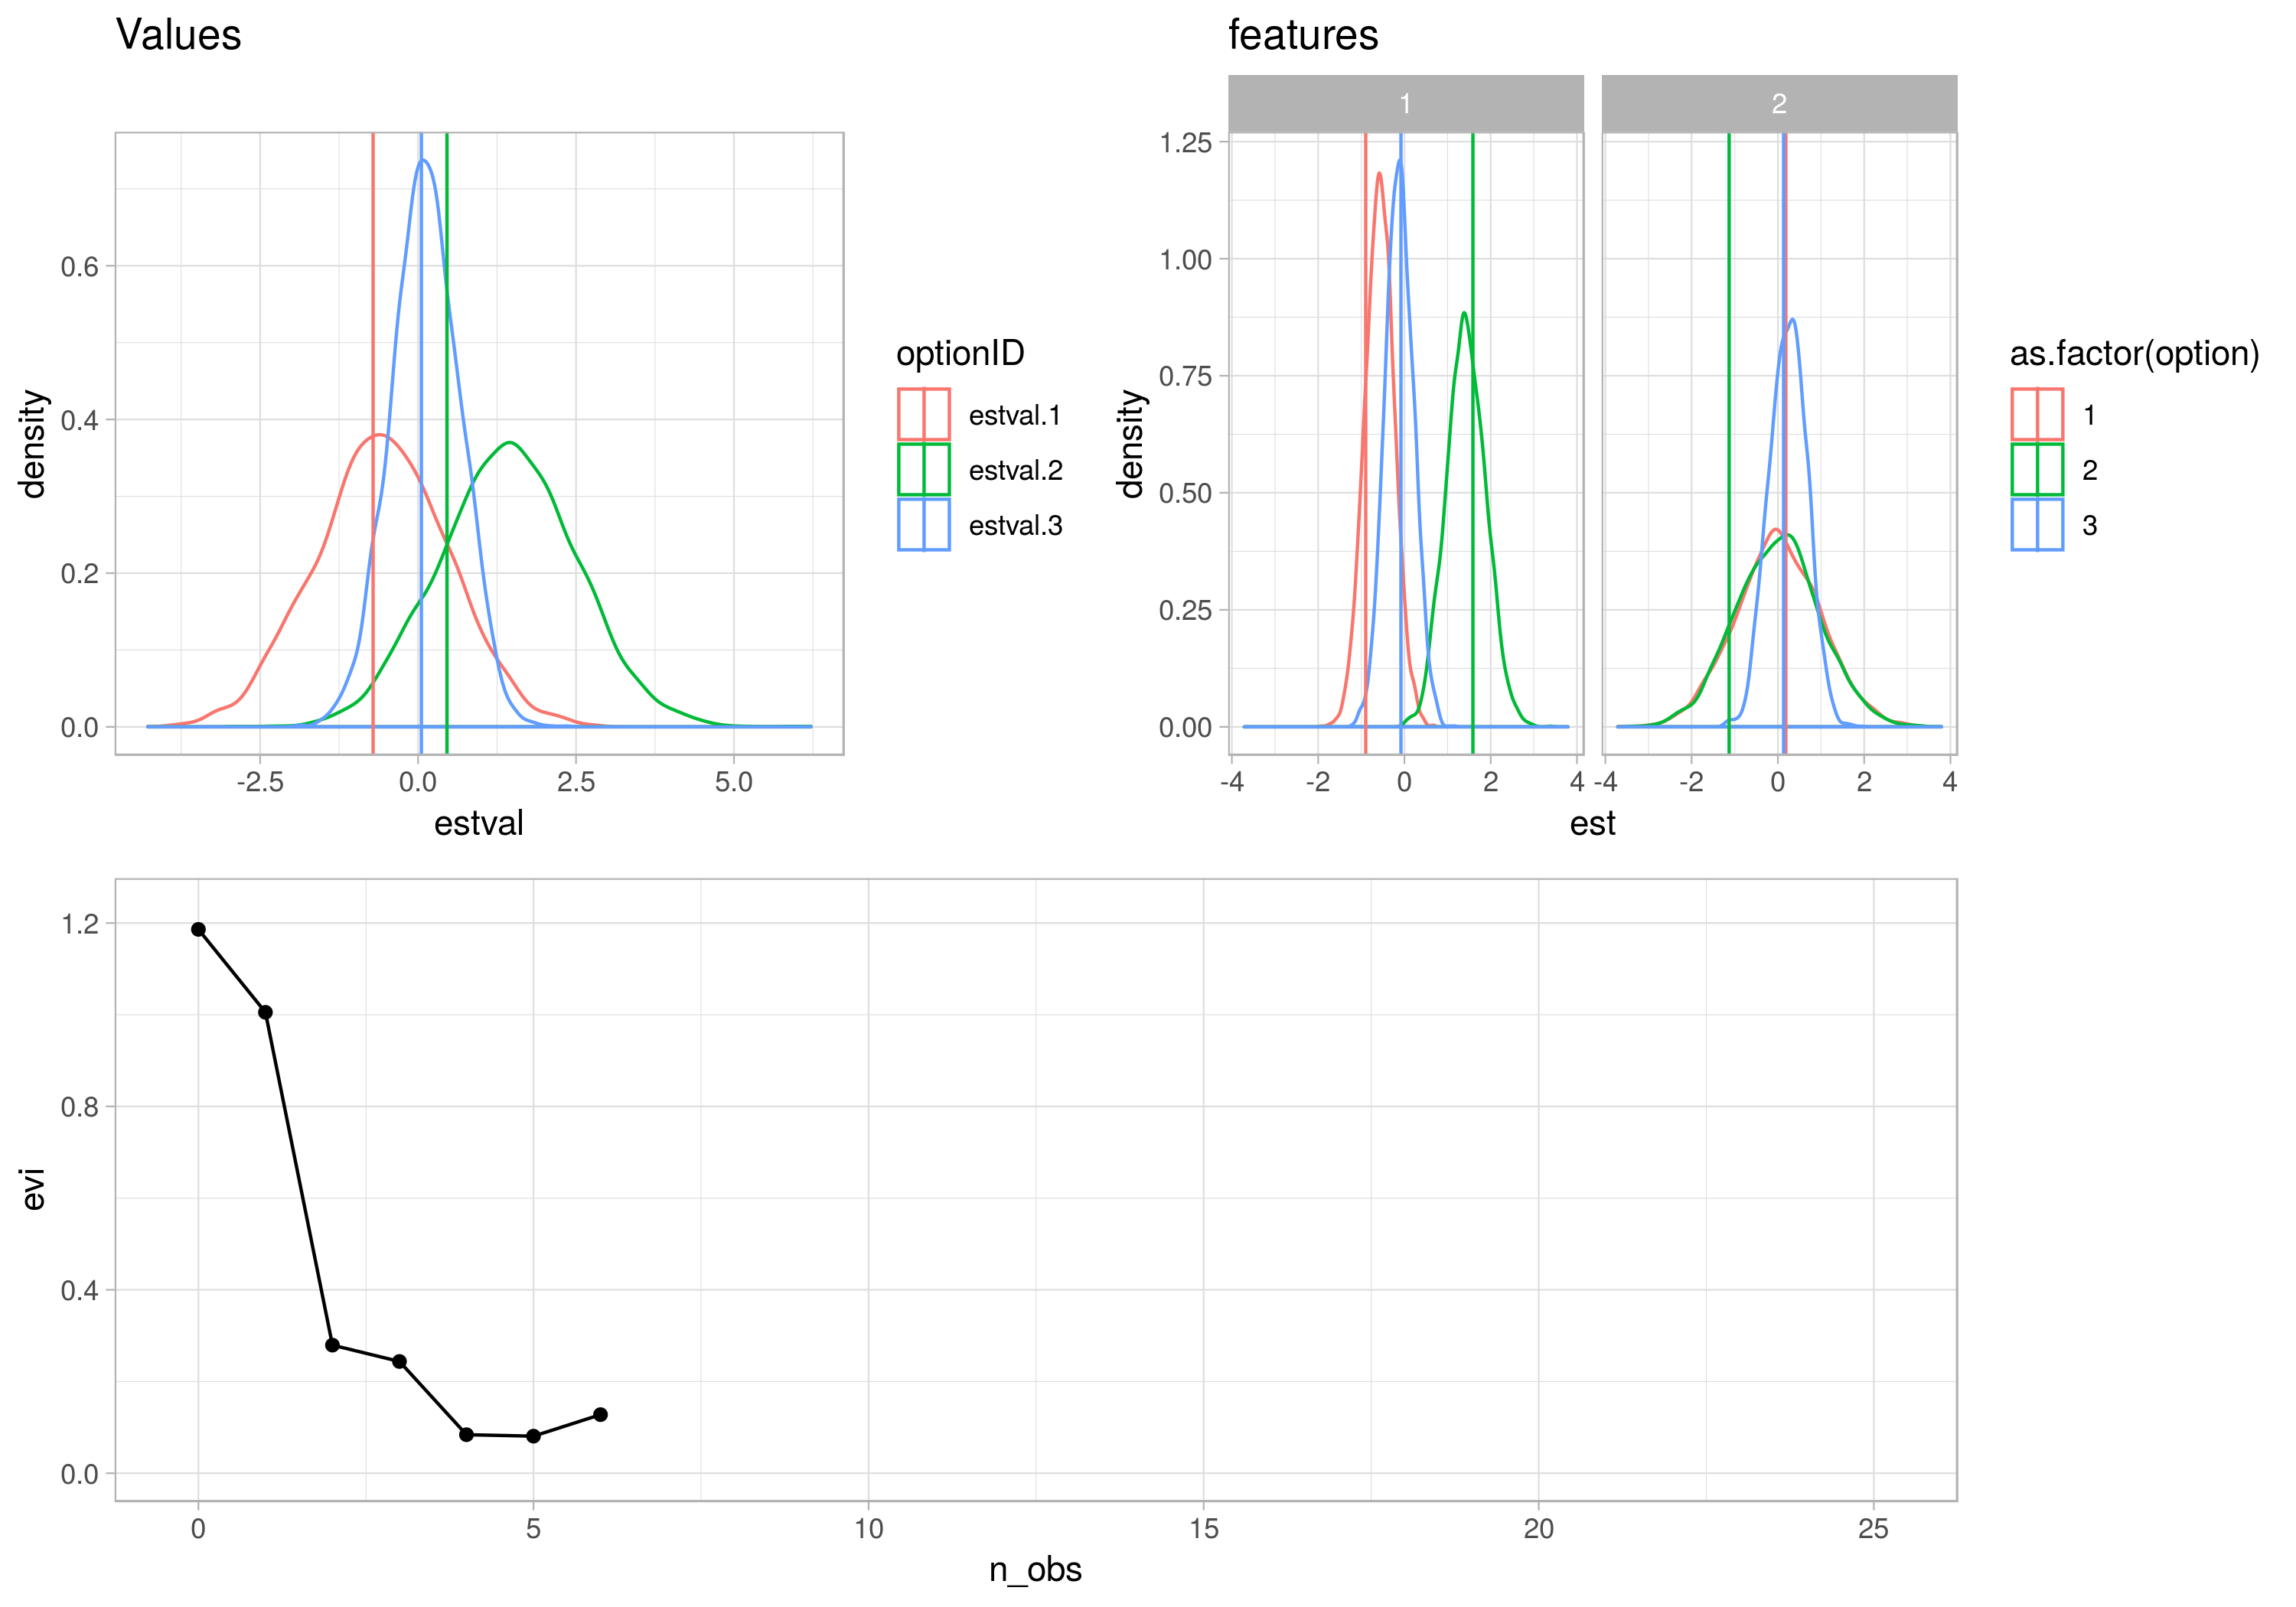 Values
0.6
0.4
0.2
0.0
density
-2.5 0.0 2.5 5.0
estval
optionID
estval.1
estval.2
estval.3
features
1 2
1.25
1.00
0.75
0.50
0.25
0.00
density
-4 -2 0 2 4 -4 -2 0 2 4
est
as.factor(option)
1
2
3
1.2
0.8
0.4
0.0
evi
0 5 10 15 20 25
n_obs